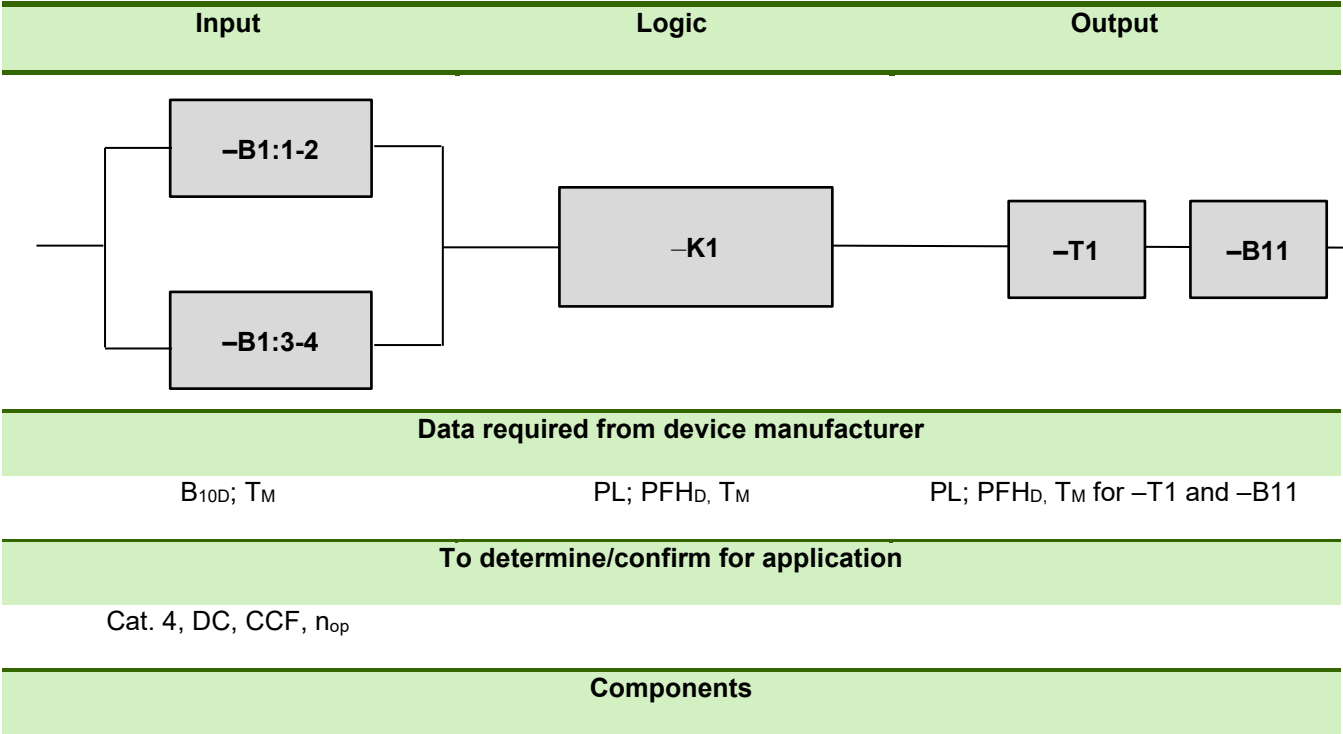 Input Logic Output
–B1:1-2
–K1
–T1 –B11
–B1:3-4
Data required from device manufacturer
B10D; TM PL; PFHD, TM PL; PFHD, TM for –T1 and –B11
To determine/confirm for application
Cat. 4, DC, CCF, nop
Components